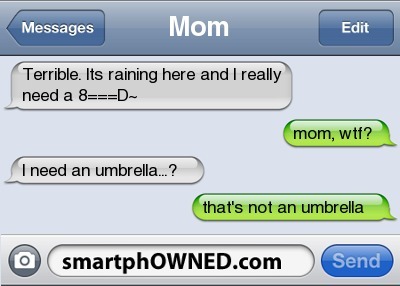 Messages
Mom
Edit
Terrible. Its raining here and I really
need a 8===D~
mom, wtf?
I need an umbrella...?
that's not an umbrella
smartphOWNED.com
Send